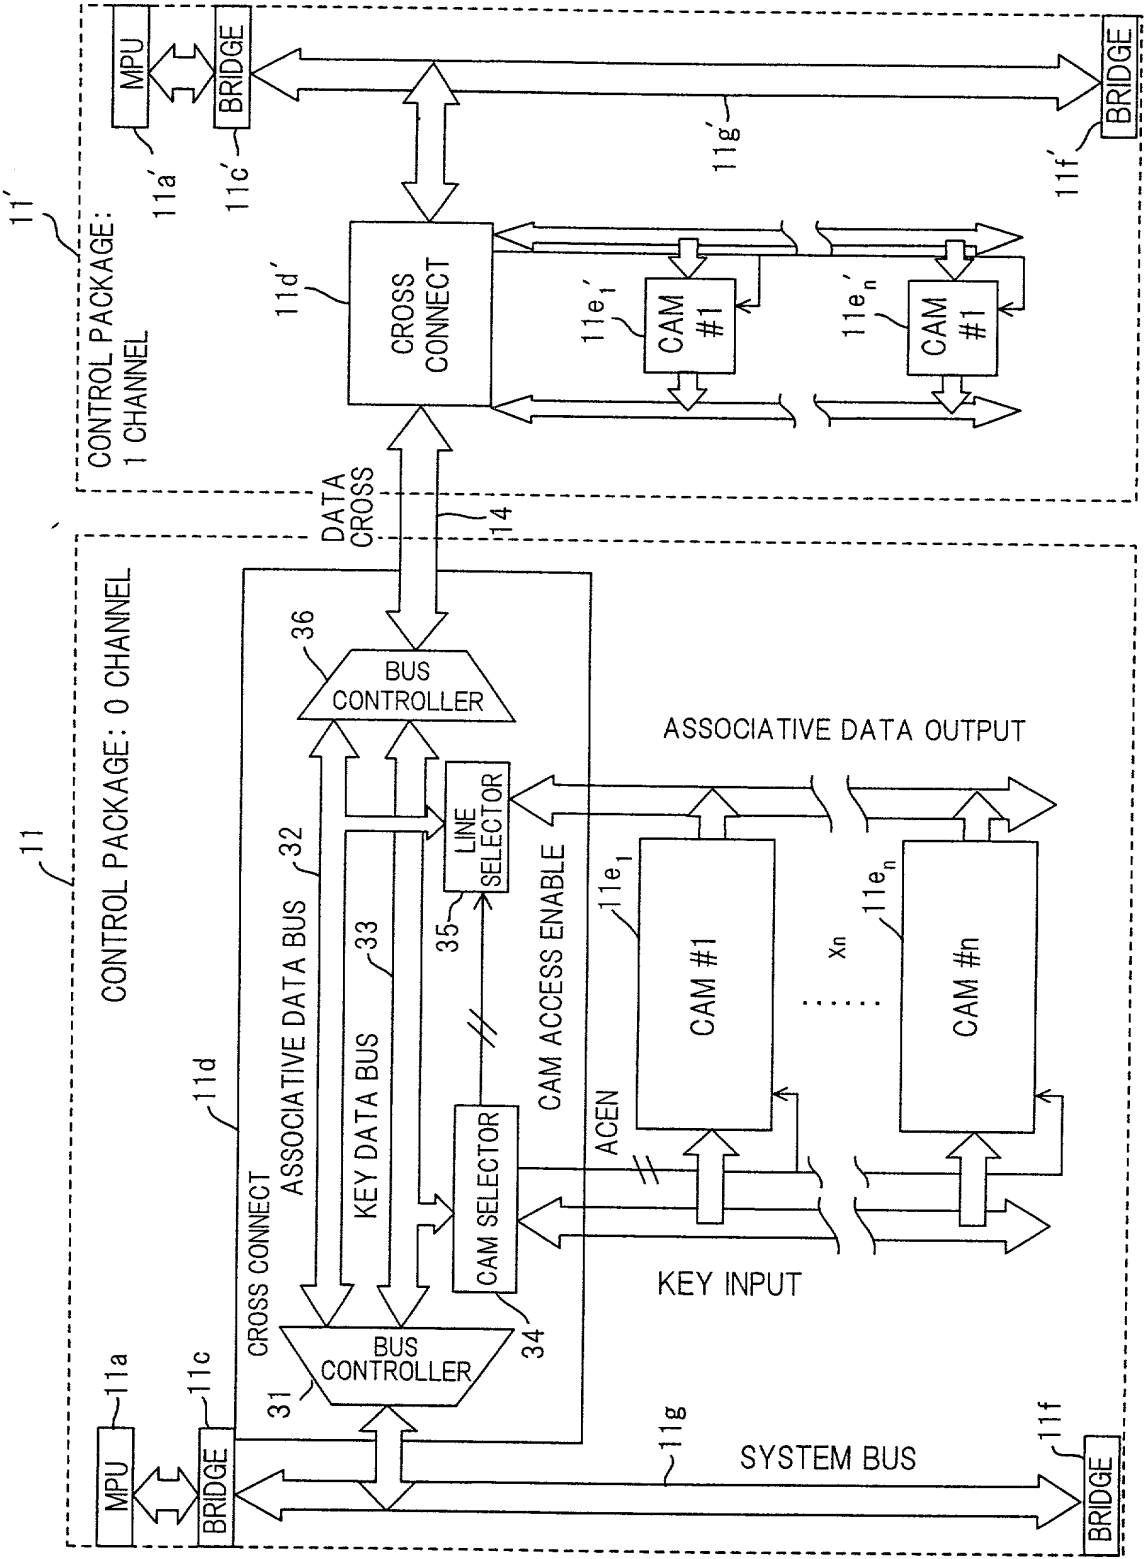 11
CONTROL PACKAGE: 0 CHANNEL
MPU
11a
BRIDGE
11c
11d
CROSS CONNECT
ASSOCIATIVE DATA BUS
32
KEY DATA BUS
33
BUS
CONTROLLER
31
BUS
CONTROLLER
36
CAM SELECTOR
34
LINE
SELECTOR
35
CAM ACCESS ENABLE
ACEN
KEY INPUT
ASSOCIATIVE DATA OUTPUT
CAM #1
11e1
......
xn
CAM #n
11en
11g
SYSTEM BUS
BRIDGE
11f
DATA
CROSS
14
11'
CONTROL PACKAGE:
1 CHANNEL
MPU
11a'
BRIDGE
11c'
11d'
CROSS
CONNECT
11g'
CAM
#1
11e1'
CAM
#1
11en'
BRIDGE
11f'